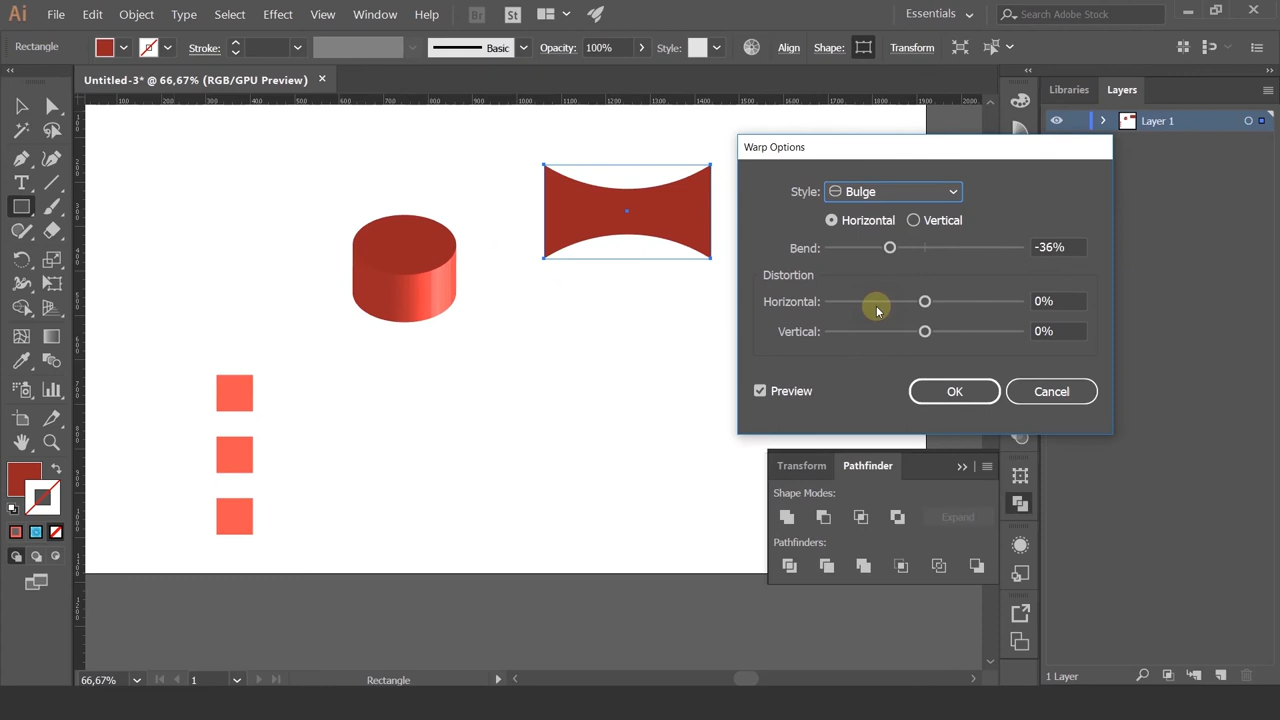 Ai File Edit Object Type Select Effect View Window Help Br St Essentials Search Adobe Stock
Rectangle Stroke: Basic Opacity: 100% Style: Align Shape: Transform
Untitled-3* @ 66,67% (RGB/GPU Preview) ×
Libraries Layers
Layer 1
Warp Options
Style: Bulge
Horizontal Vertical
Bend: -36%
Distortion
Horizontal: 0%
Vertical: 0%
Preview OK Cancel
Transform Pathfinder
Shape Modes:
Expand
Pathfinders:
66,67% 1 Rectangle 1 Layer